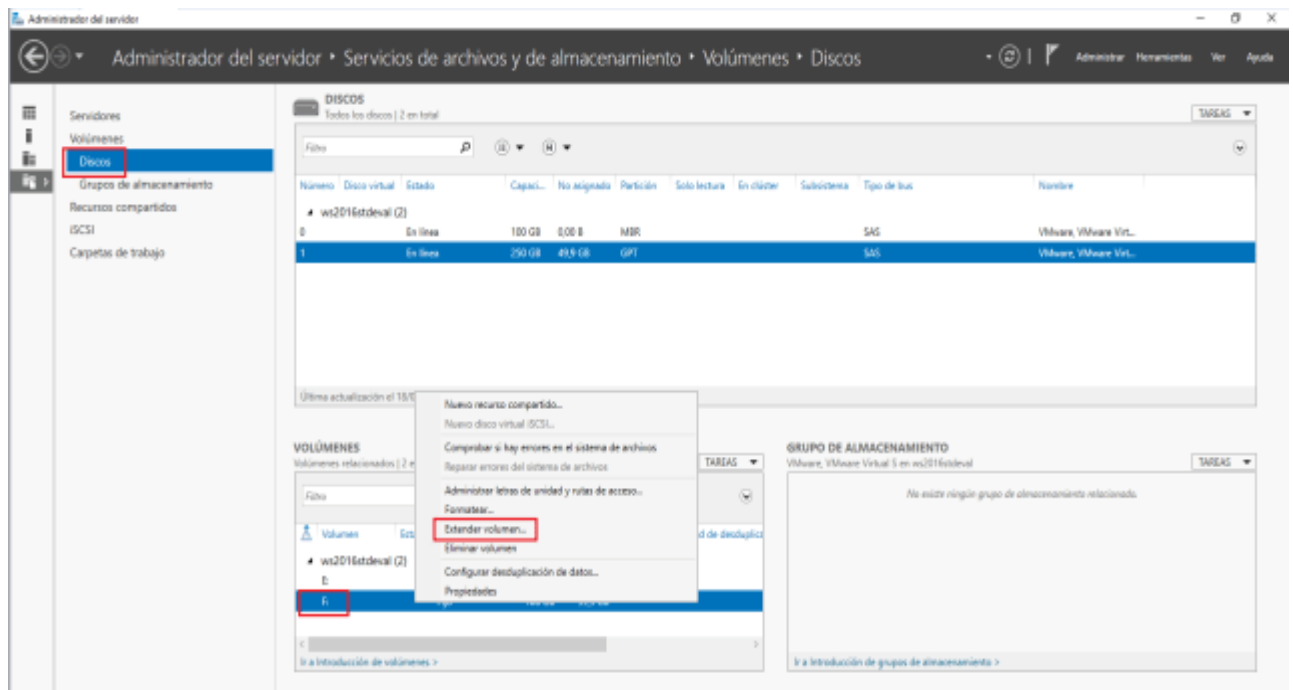 Administrador del servidor
Administrador del servidor • Servicios de archivos y de almacenamiento • Volúmenes • Discos
Administrar Herramientas Ver Ayuda
Servidores
Volúmenes
Discos
Grupos de almacenamiento
Recursos compartidos
iSCSI
Carpetas de trabajo
DISCOS
Todos los discos | 2 en total
TAREAS
Filtro
Número Disco virtual Estado Capaci... No asignado Partición Solo lectura En clúster Subsistema Tipo de bus Nombre
ws2016stdeval (2)
0 En línea 100 GB 0,00 B MBR SAS VMware, VMware Virt...
1 En línea 250 GB 49,9 GB GPT SAS VMware, VMware Virt...
Última actualización el
Nuevo recurso compartido...
Nuevo disco virtual iSCSI...
Comprobar si hay errores en el sistema de archivos
Reparar errores del sistema de archivos
Administrar letras de unidad y rutas de acceso...
Formatear...
Extender volumen...
Eliminar volumen
Configurar desduplicación de datos...
Propiedades
VOLÚMENES
Volúmenes relacionados | 2 e
TAREAS
Filtro
Volumen Est d de desduplica
ws2016stdeval (2)
E:
F:
Ir a Introducción de volúmenes >
GRUPO DE ALMACENAMIENTO
VMware, VMware Virtual S en ws2016stdeval
TAREAS
No existe ningún grupo de almacenamiento relacionado.
Ir a Introducción de grupos de almacenamiento >